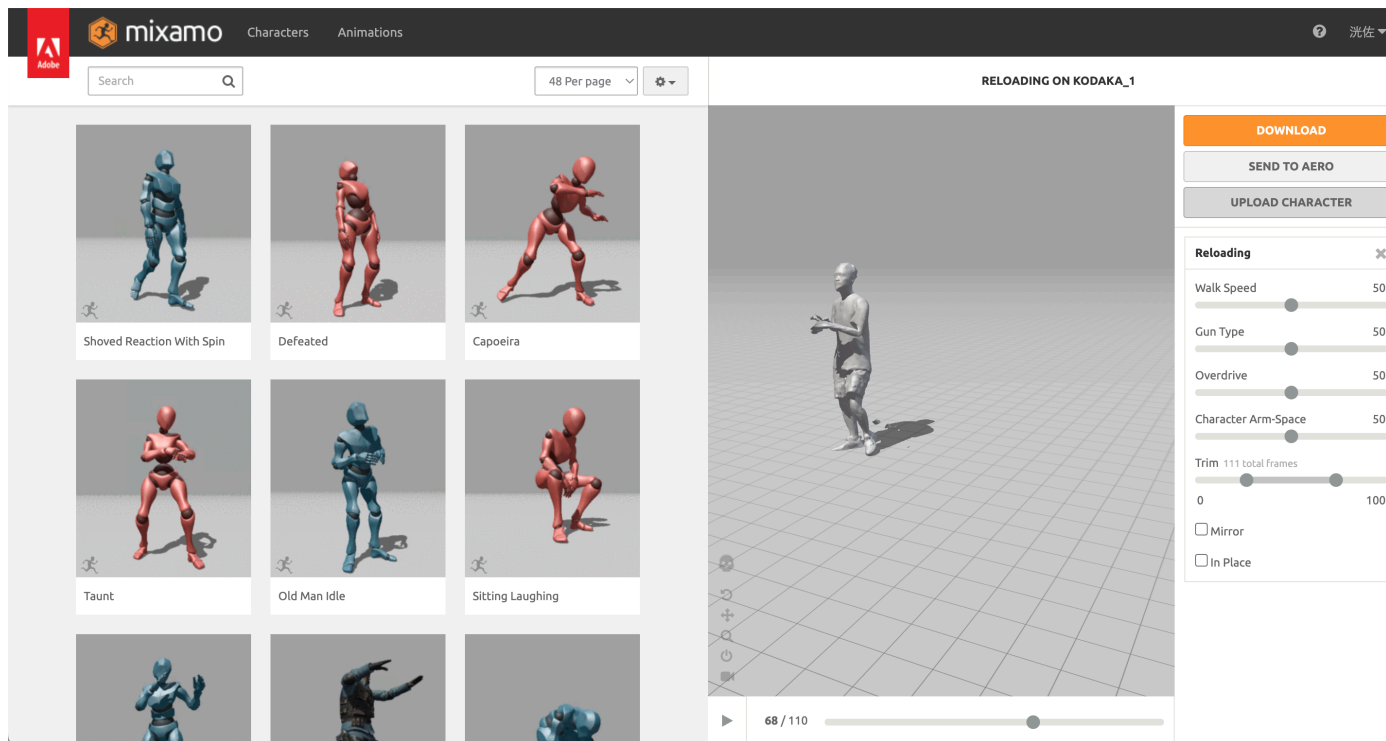 Adobe
mixamo
Characters
Animations
洸佐
Search
48 Per page
RELOADING ON KODAKA_1
Shoved Reaction With Spin
Defeated
Capoeira
Taunt
Old Man Idle
Sitting Laughing
DOWNLOAD
SEND TO AERO
UPLOAD CHARACTER
Reloading
Walk Speed 50
Gun Type 50
Overdrive 50
Character Arm-Space 50
Trim 111 total frames
0 100
Mirror
In Place
68 / 110